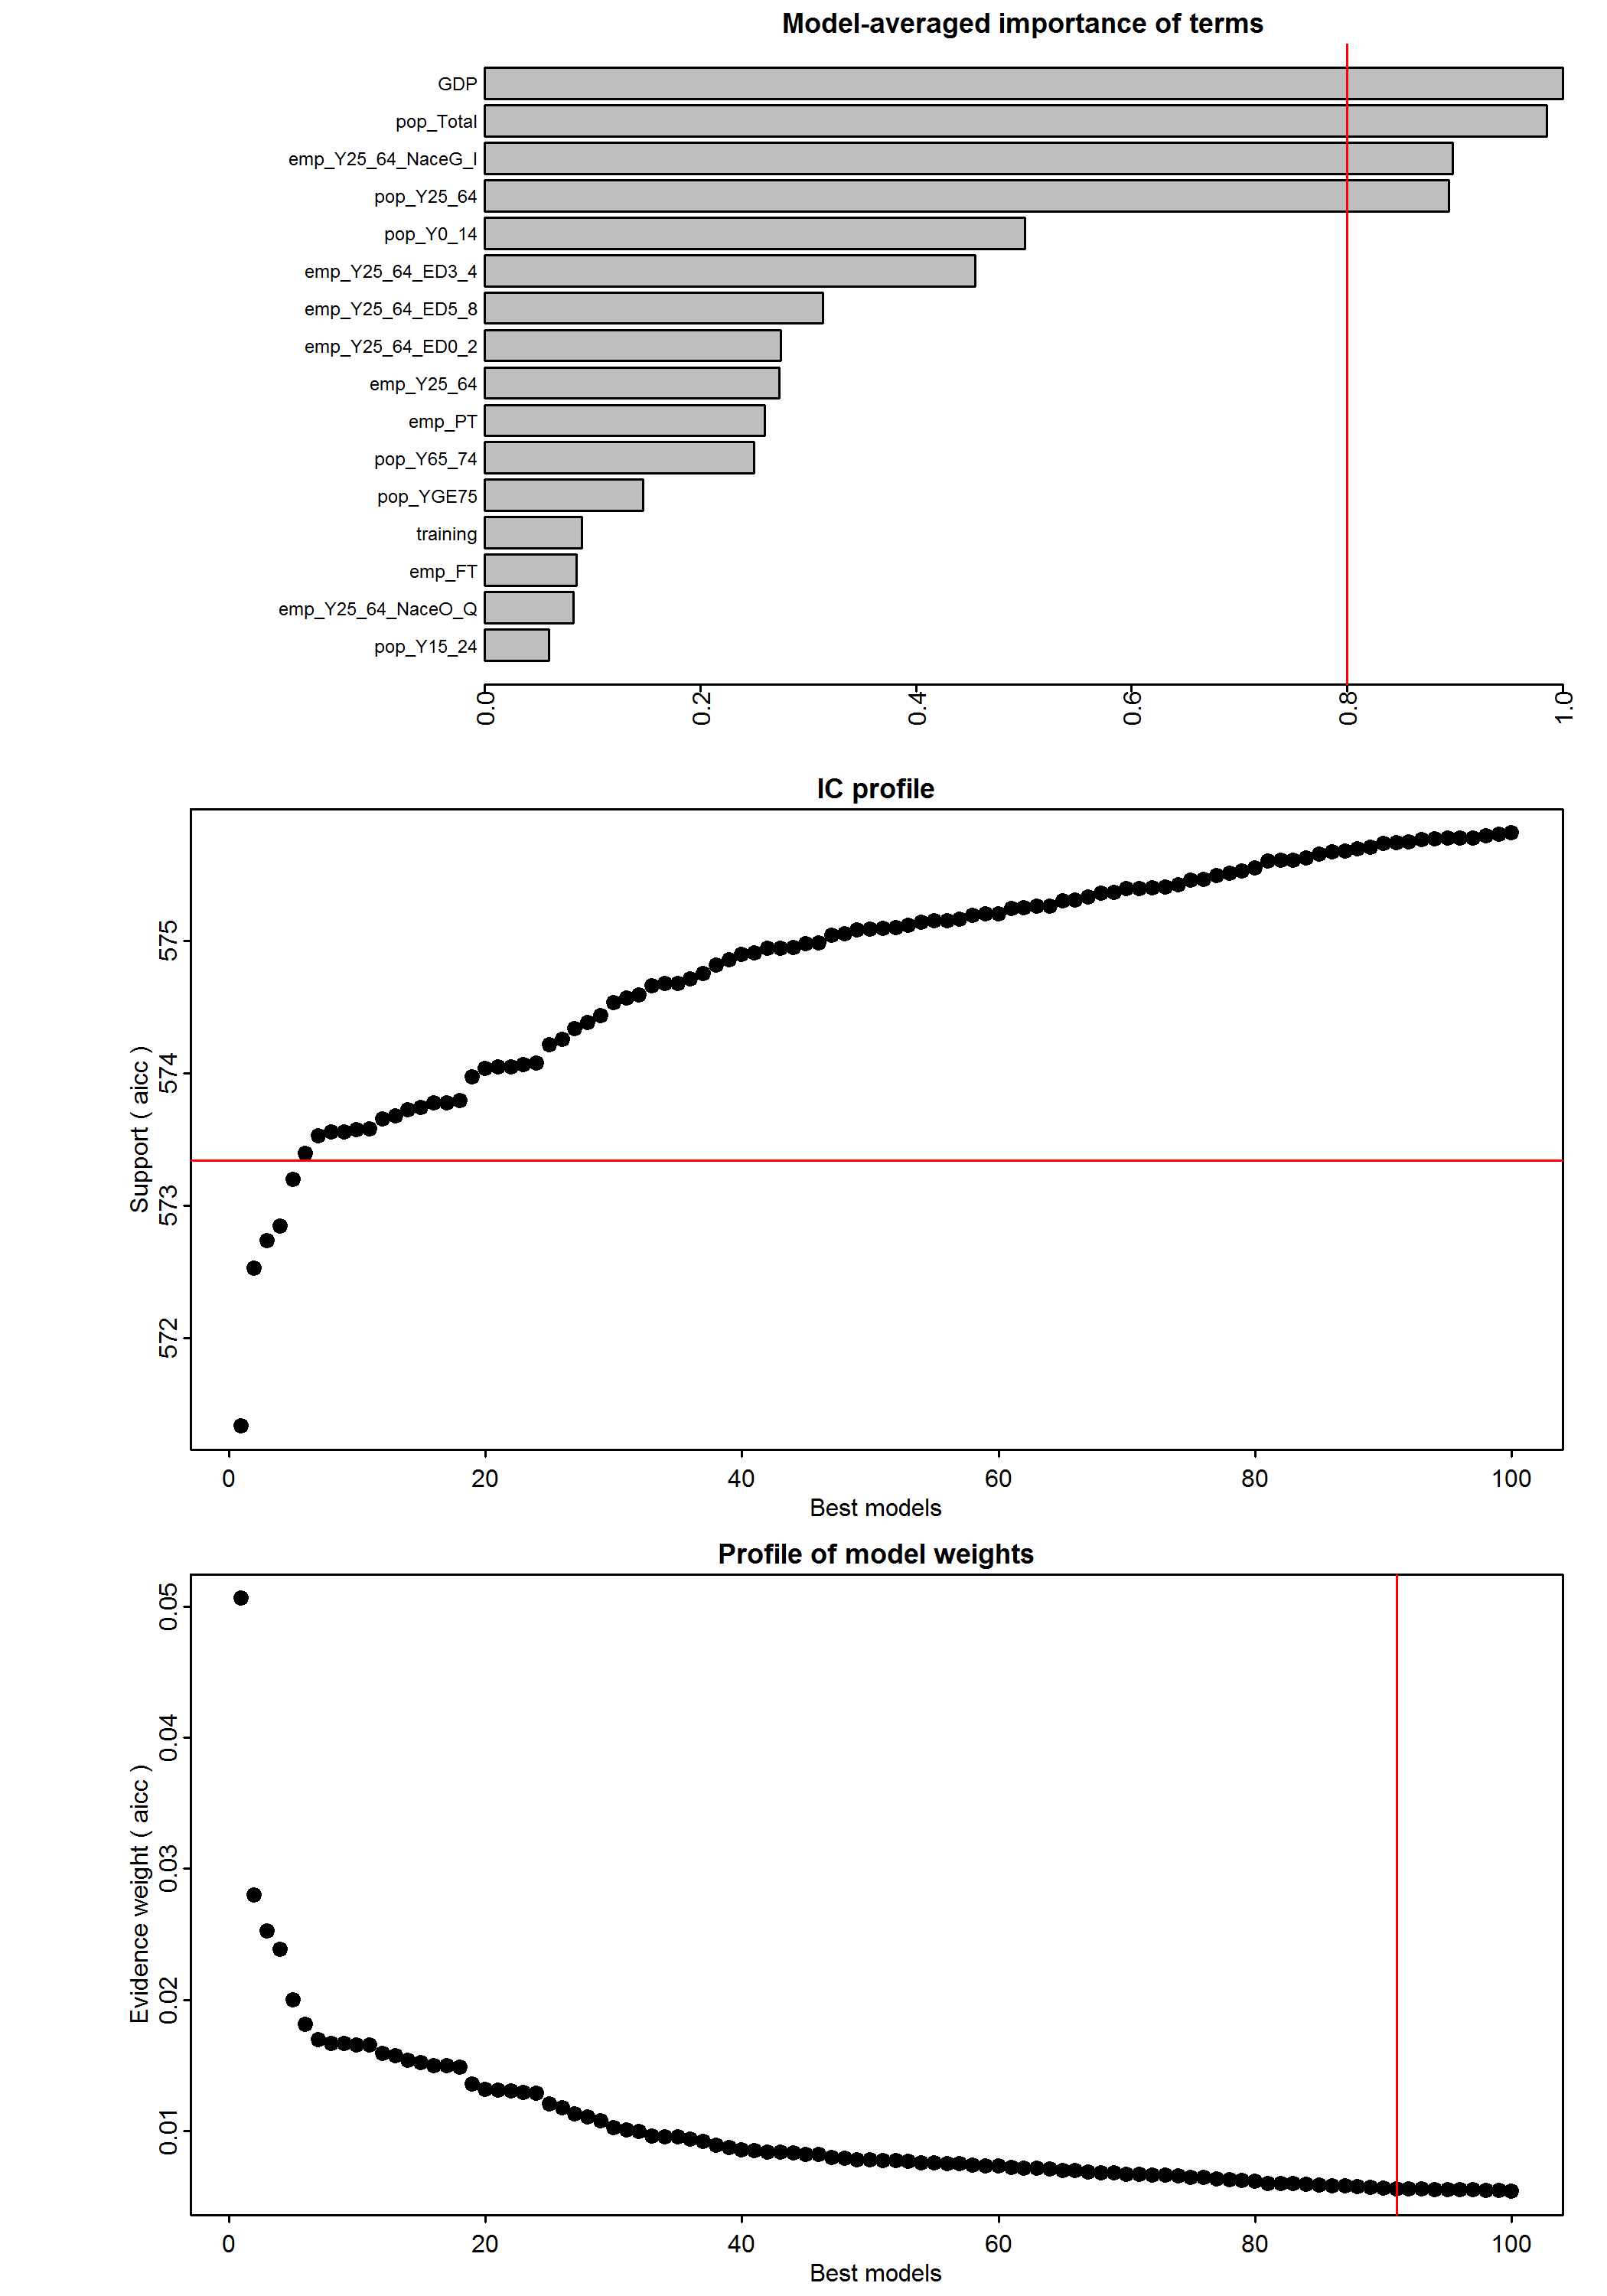 Model-averaged importance of terms
GDP
pop_Total
emp_Y25_64_NaceG_I
pop_Y25_64
pop_Y0_14
emp_Y25_64_ED3_4
emp_Y25_64_ED5_8
emp_Y25_64_ED0_2
emp_Y25_64
emp_PT
pop_Y65_74
pop_YGE75
training
emp_FT
emp_Y25_64_NaceO_Q
pop_Y15_24
0.0 0.2 0.4 0.6 0.8 1.0
IC profile
Support ( aicc )
575
574
573
572
0 20 40 60 80 100
Best models
Profile of model weights
Evidence weight ( aicc )
0.05
0.04
0.03
0.02
0.01
0 20 40 60 80 100
Best models